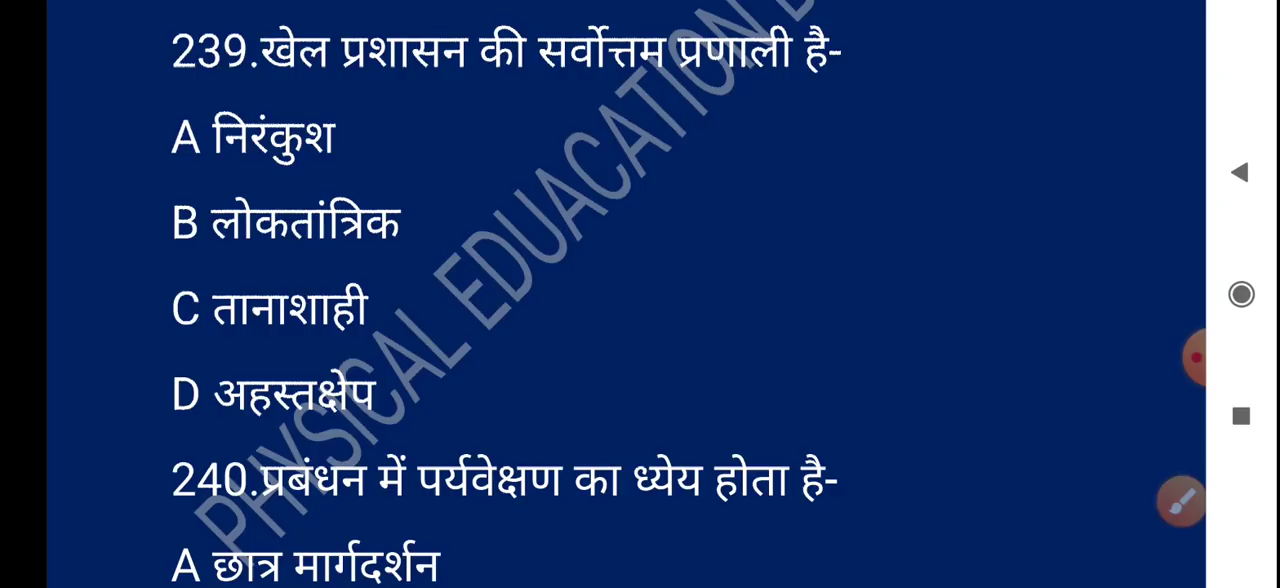 239.खेल प्रशासन की सर्वोत्तम प्रणाली है-
A निरंकुश
B लोकतांत्रिक
C तानाशाही
D अहस्तक्षेप
240.प्रबंधन में पर्यवेक्षण का ध्येय होता है-
A छात्र मार्गदर्शन
PHYSICAL EDUACATION